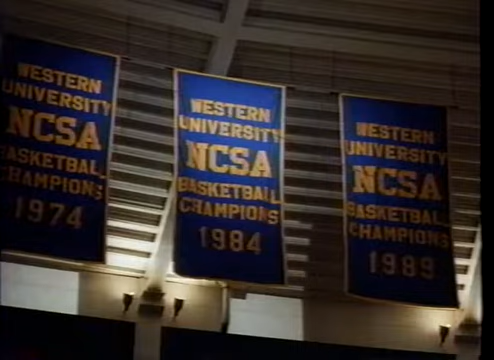 WESTERN
UNIVERSITY
NCSA
BASKETBALL
CHAMPIONS
1974
WESTERN
UNIVERSITY
NCSA
BASKETBALL
CHAMPIONS
1984
WESTERN
UNIVERSITY
NCSA
BASKETBALL
CHAMPIONS
1989